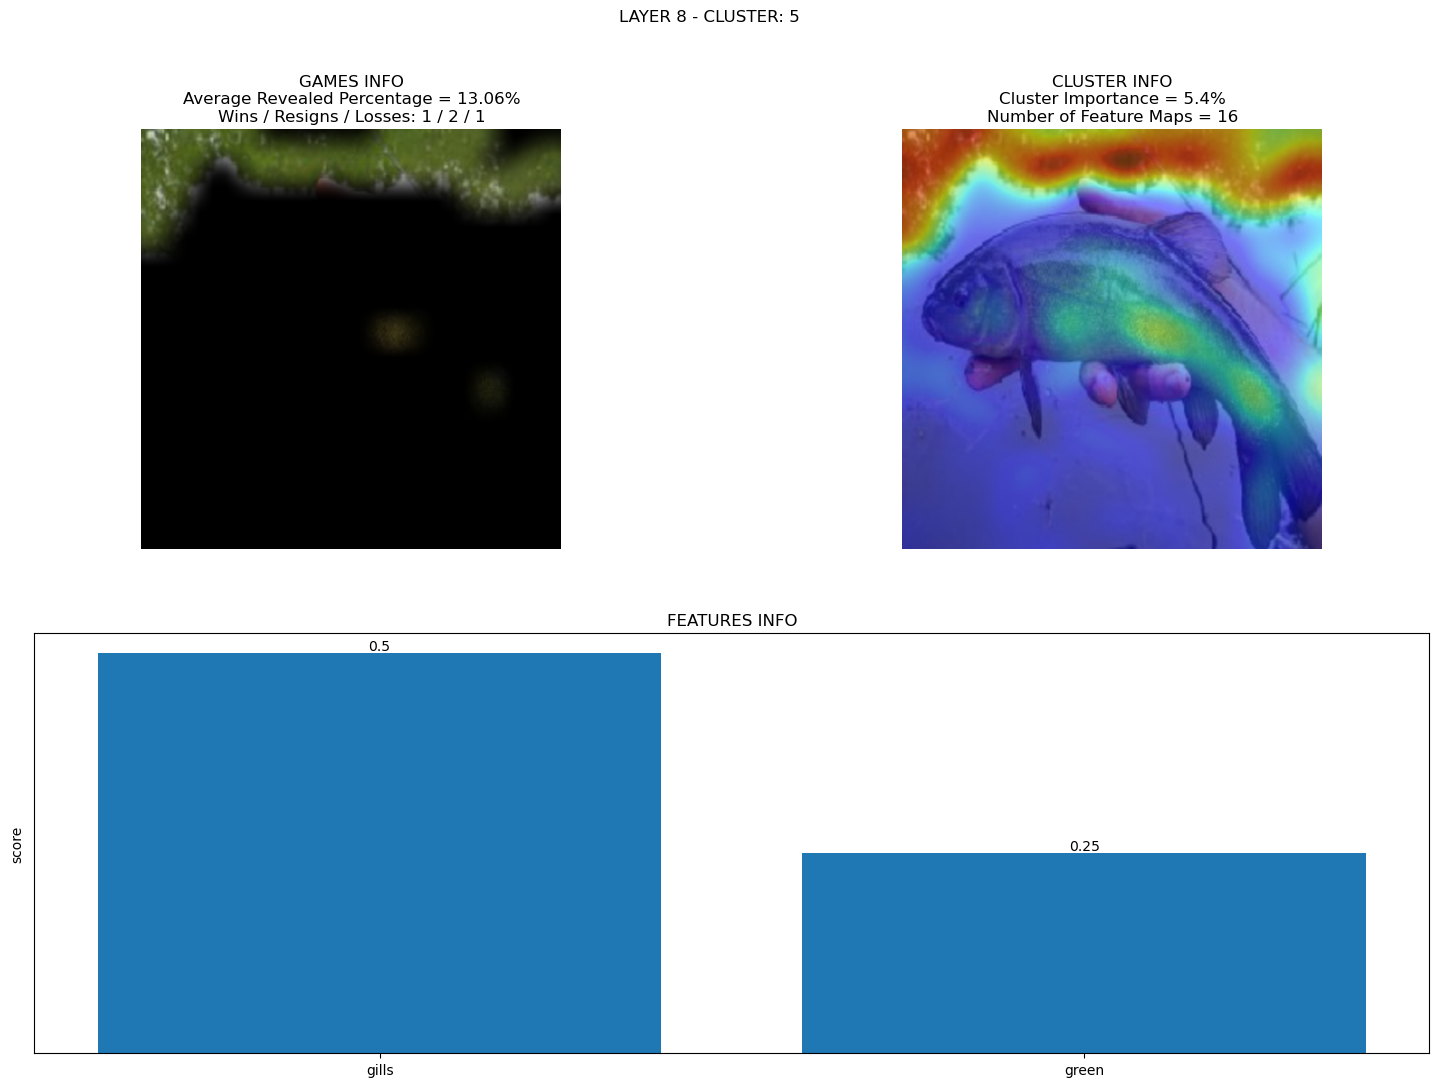 LAYER 8 - CLUSTER: 5
GAMES INFO
Average Revealed Percentage = 13.06%
Wins / Resigns / Losses: 1 / 2 / 1
CLUSTER INFO
Cluster Importance = 5.4%
Number of Feature Maps = 16
FEATURES INFO
score
0.5
0.25
gills
green